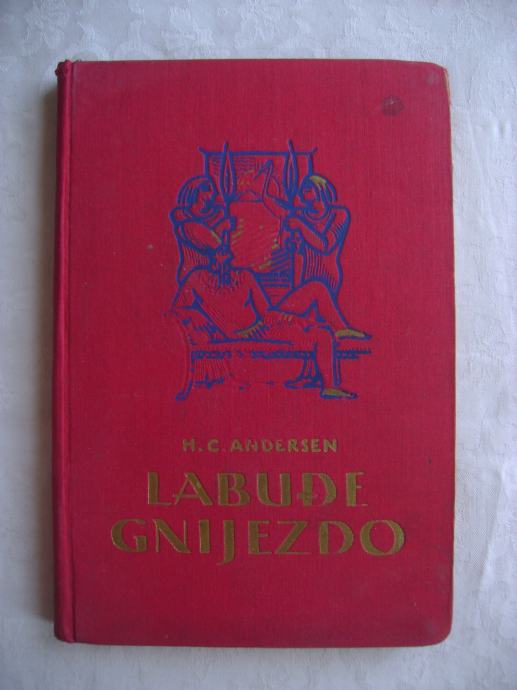 H. C. ANDERSEN
LABUĐE
GNIJEZDO